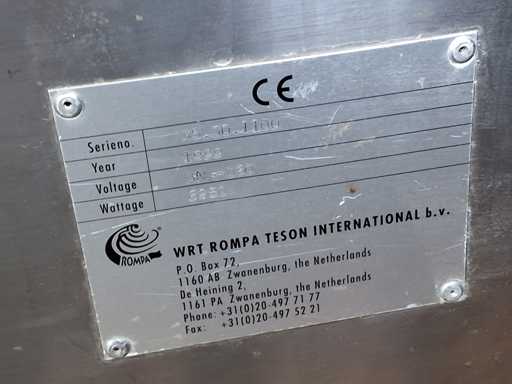 CE
Serieno.
Year
Voltage
Wattage
ROMPA
WRT ROMPA TESON INTERNATIONAL b.v.
P.O. Box 72,
1160 AB Zwanenburg, the Netherlands
De Heining 2,
1161 PA Zwanenburg, the Netherlands
Phone: +31(0)20-497 71 77
Fax: +31(0)20-497 52 21